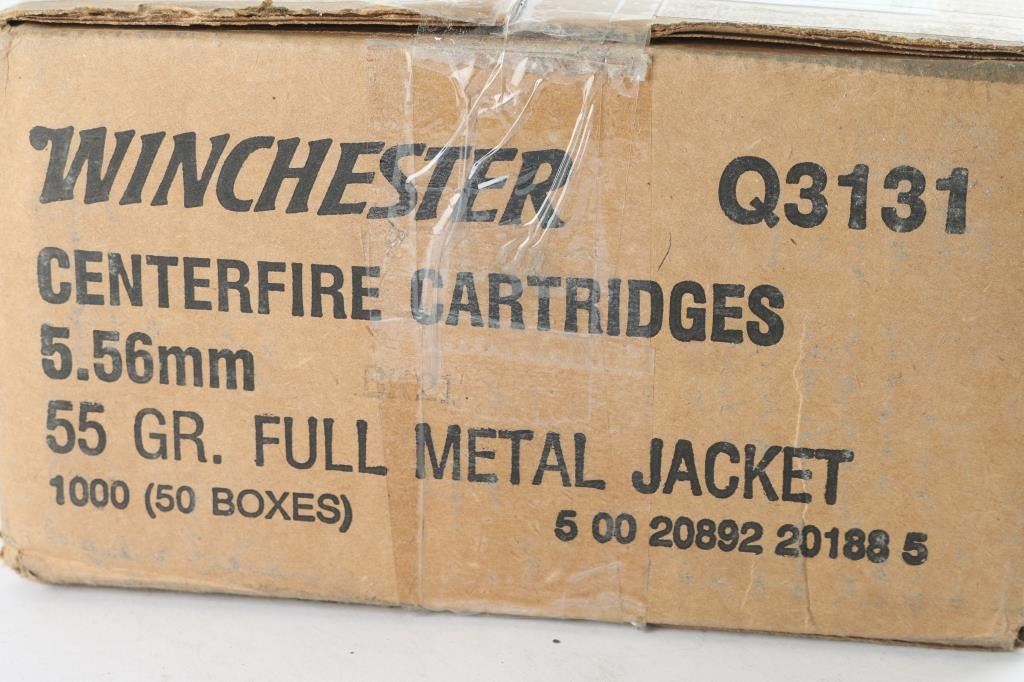 WINCHESTER Q3131
CENTERFIRE CARTRIDGES
5.56mm
55 GR. FULL METAL JACKET
1000 (50 BOXES) 5 00 20892 20188 5